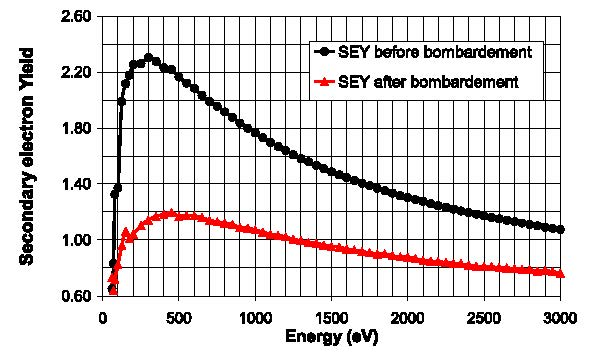 2.60
2.20
1.80
1.40
1.00
0.60
Secondary electron Yield
SEY before bombardement
SEY after bombardement
0 500 1000 1500 2000 2500 3000
Energy (eV)